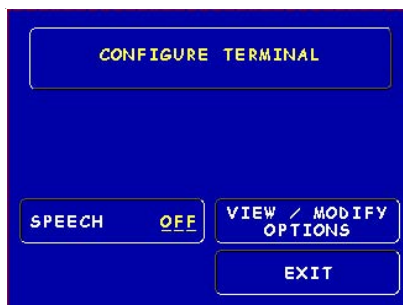 CONFIGURE TERMINAL
SPEECH OFF
VIEW / MODIFY
OPTIONS
EXIT